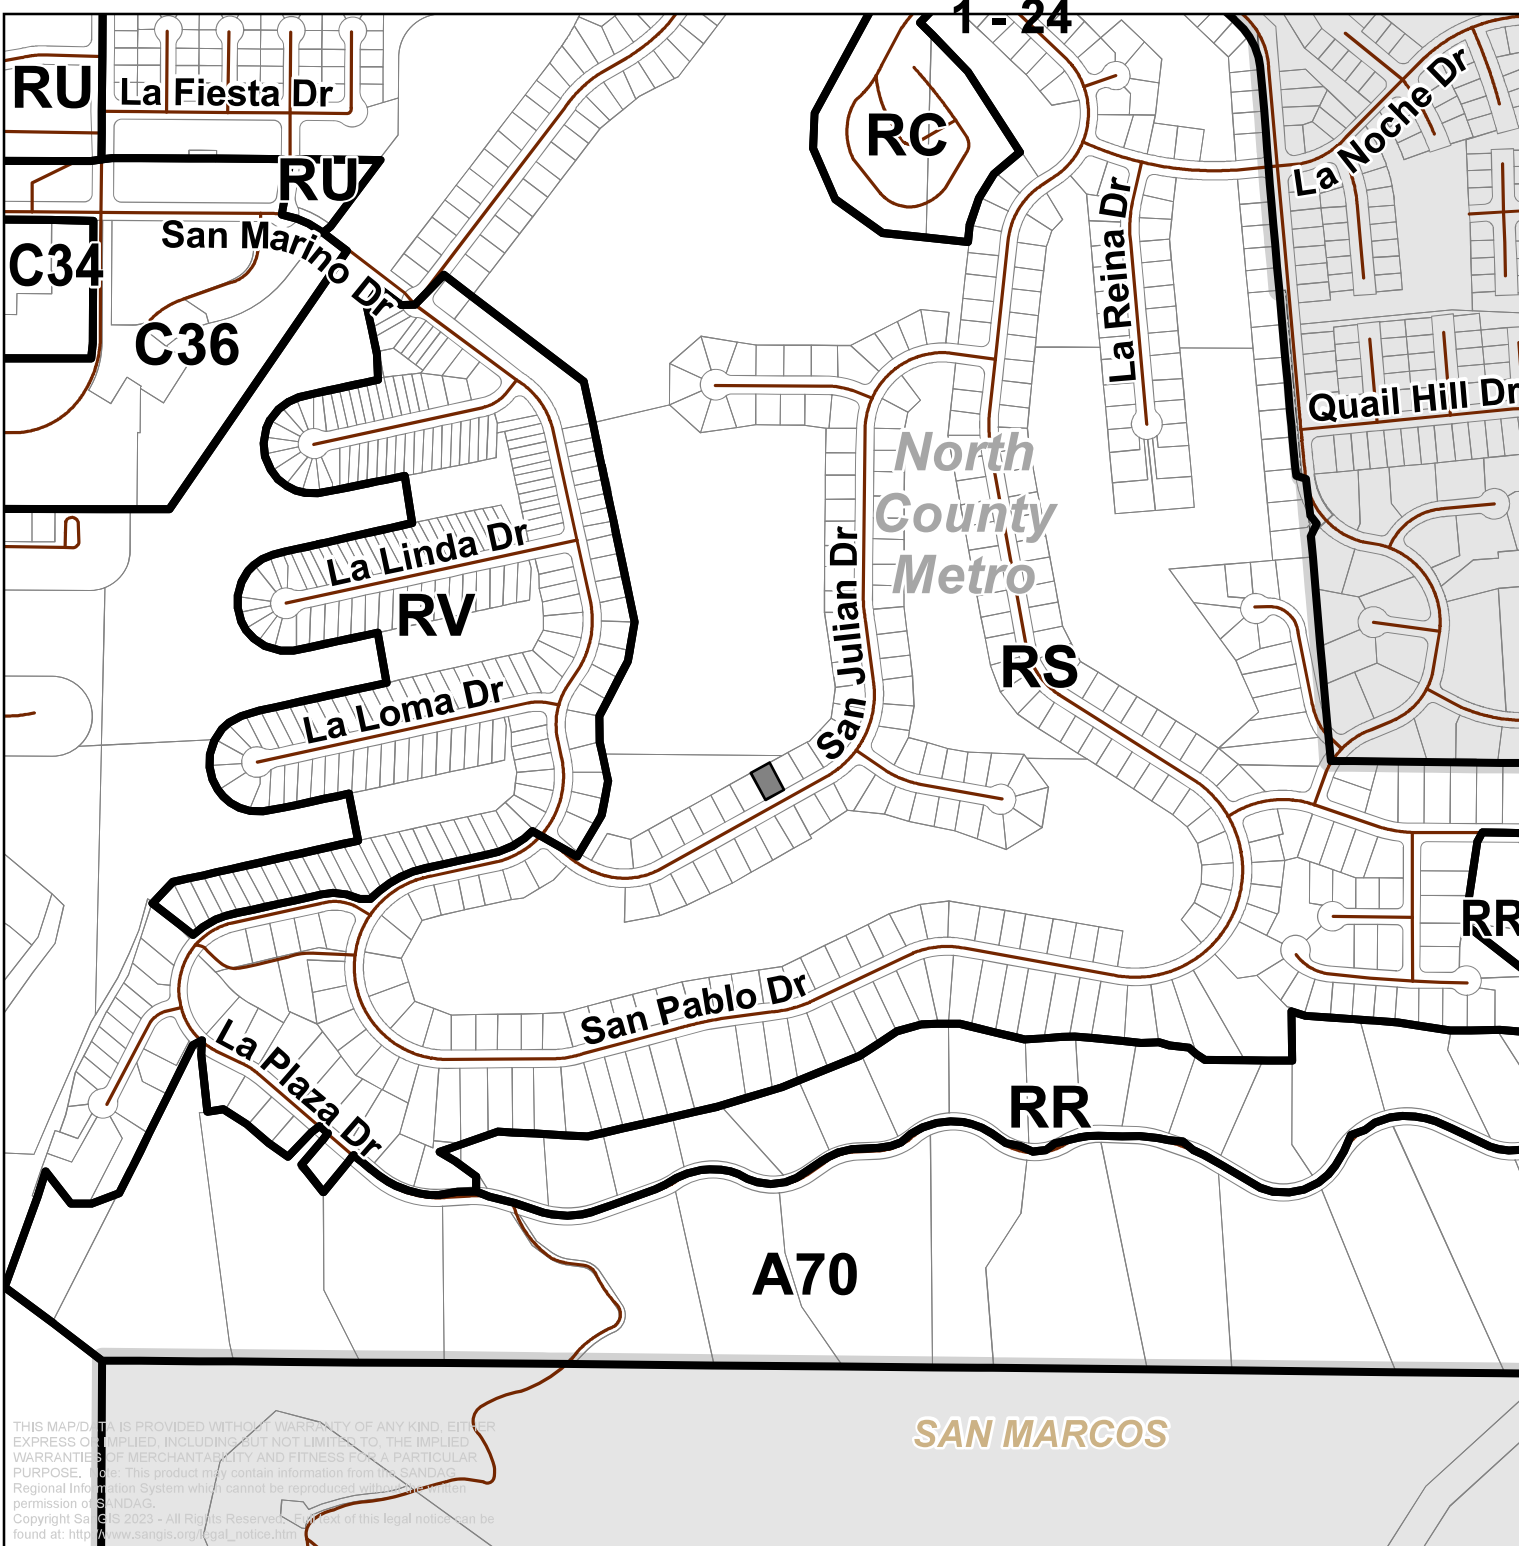 1 - 24
RU
La Fiesta Dr
RC
La Noche Dr
RU
La Reina Dr
San Marino Dr
C34
C36
Quail Hill Dr
North
County
Metro
La Linda Dr
RV
San Julian Dr
RS
La Loma Dr
RR
San Pablo Dr
La Plaza Dr
RR
A70
SAN MARCOS
THIS MAP/DATA IS PROVIDED WITHOUT WARRANTY OF ANY KIND, EITHER
EXPRESS OR IMPLIED, INCLUDING BUT NOT LIMITED TO, THE IMPLIED
WARRANTIES OF MERCHANTABILITY AND FITNESS FOR A PARTICULAR
PURPOSE. Note: This product may contain information from the SANDAG
Regional Information System which cannot be reproduced without the written
permission of SANDAG.
Copyright SanGIS 2023 - All Rights Reserved. Full text of this legal notice can be
found at: http://www.sangis.org/legal_notice.htm